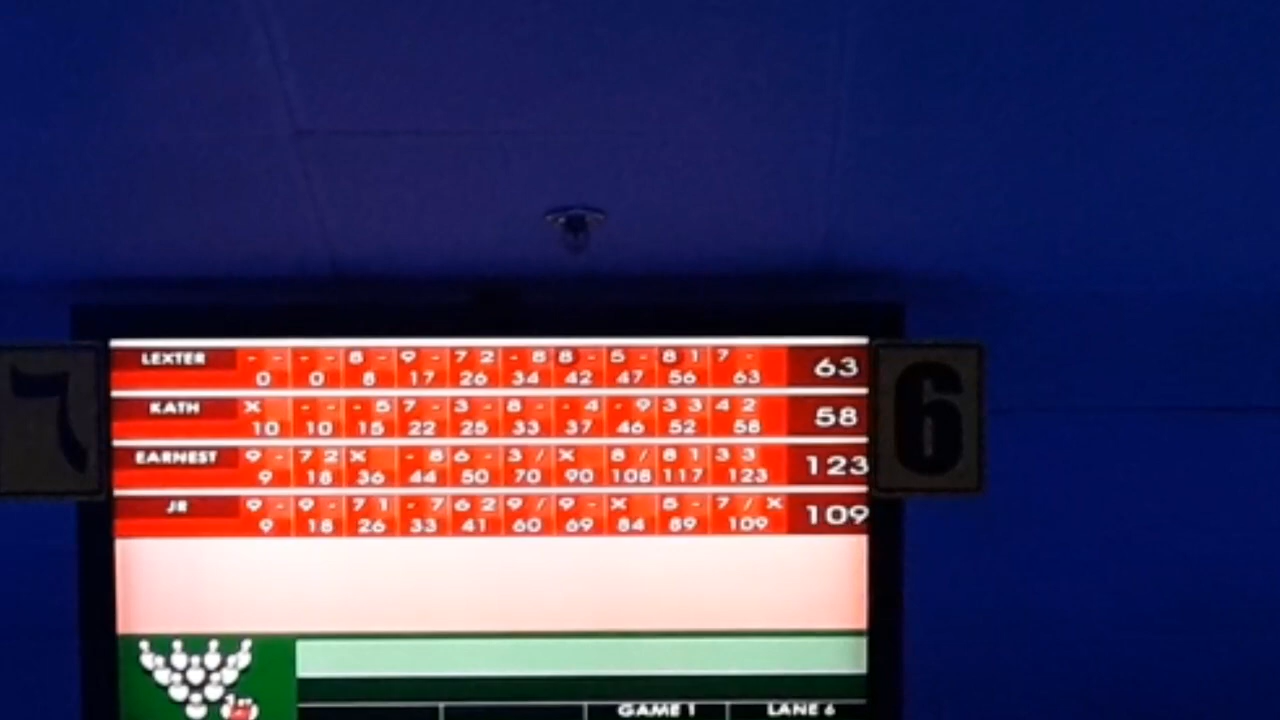 LEXTER - - - - 8 - 9 - 7 2 - 8 8 - 5 - 8 1 7 -
0 0 8 17 26 34 42 47 56 63 63
KATH X - - - 5 7 - 3 - 8 - - 4 - 9 3 3 4 2
10 10 15 22 25 33 37 46 52 58 58
EARNEST 9 - 7 2 X - 8 6 - 3 / X 8 / 8 1 3 3
9 18 36 44 50 70 90 108 117 123 123
JR 9 - 9 - 7 1 - 7 6 2 9 / 9 - X 5 - 7 / X
9 18 26 33 41 60 69 84 89 109 109
7
6
GAME 1 LANE 6